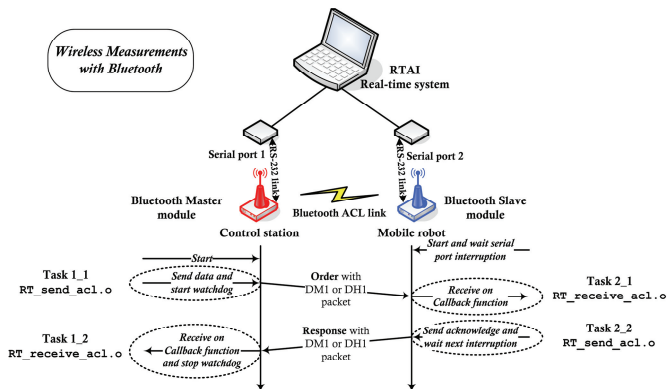 Wireless Measurements
with Bluetooth
RTAI
Real-time system
Serial port 1
Serial port 2
RS-232 link
RS-232 link
Bluetooth Master
module
Bluetooth Slave
module
Bluetooth ACL link
Control station
Mobile robot
Start
Start and wait serial
port interruption
Task 1_1
RT_send_acl.o
Send data and
start watchdog
Order with
DM1 or DH1
packet
Receive on
Callback function
Task 2_1
RT_receive_acl.o
Task 1_2
RT_receive_acl.o
Receive on
Callback function
and stop watchdog
Response with
DM1 or DH1
packet
Send acknowledge and
wait next interruption
Task 2_2
RT_send_acl.o